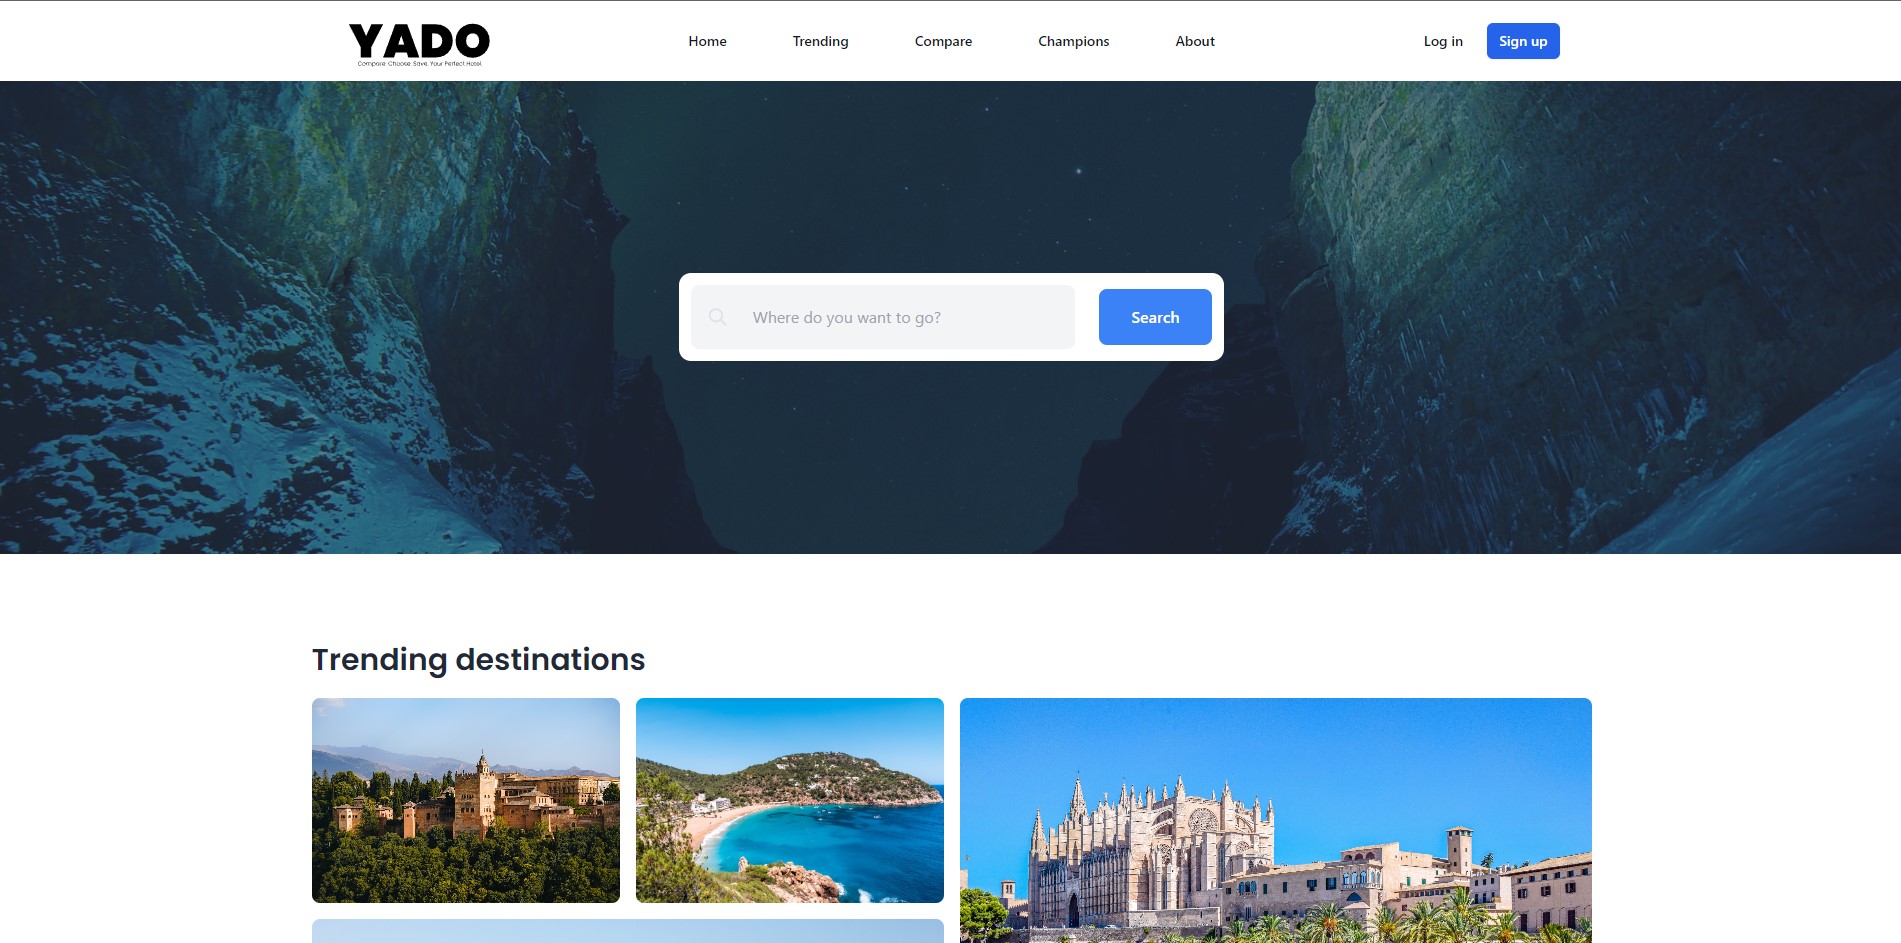 YADO
Compare Choose Save Your Perfect Hotel
Home
Trending
Compare
Champions
About
Log in
Sign up
Where do you want to go?
Search
Trending destinations